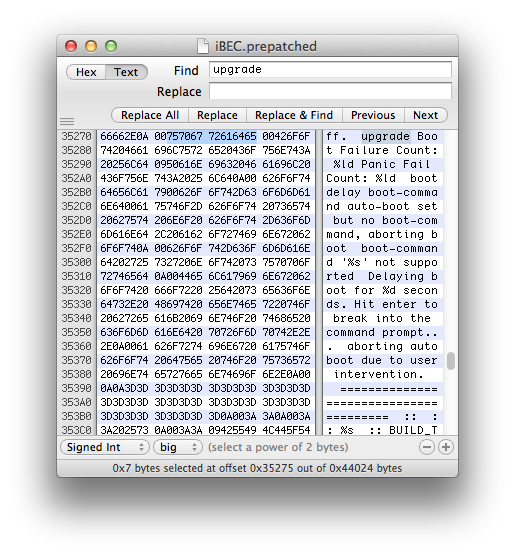 iBEC.prepatched
Hex Text Find upgrade
Replace
Replace All Replace Replace & Find Previous Next
35270 66662E0A 00757067 72616465 00426F6F ff.  upgrade Boo
35280 74204661 696C7572 6520436F 756E743A t Failure Count:
35290 20256C64 0950616E 69632046 61696C20 %ld Panic Fail
352A0 436F756E 743A2025 6C640A00 626F6F74 Count: %ld  boot
352B0 64656C61 7900626F 6F742D63 6F6D6D61 delay boot-comma
352C0 6E640061 75746F2D 626F6F74 20736574 nd auto-boot set
352D0 20627574 206E6F20 626F6F74 2D636F6D but no boot-com
352E0 6D616E64 2C206162 6F727469 6E672062 mand, aborting b
352F0 6F6F740A 00626F6F 742D636F 6D6D616E oot  boot-comman
35300 64202725 7327206E 6F742073 7570706F d '%s' not suppo
35310 72746564 0A004465 6C617969 6E672062 rted  Delaying b
35320 6F6F7420 666F7220 25642073 65636F6E oot for %d secon
35330 64732E20 48697420 656E7465 7220746F ds. Hit enter to
35340 20627265 616B2069 6E746F20 74686520 break into the
35350 636F6D6D 616E6420 70726F6D 70742E2E command prompt..
35360 2E0A0061 626F7274 696E6720 6175746F .  aborting auto
35370 626F6F74 20647565 20746F20 75736572 boot due to user
35380 20696E74 65727665 6E74696F 6E2E0A00 intervention.
35390 0A0A3D3D 3D3D3D3D 3D3D3D3D 3D3D3D3D ==============
353A0 3D3D3D3D 3D3D3D3D 3D3D3D3D 3D3D3D3D ================
353B0 3D3D3D3D 3D3D3D3D 3D0A003A 3A0A003A =========  ::  :
353C0 3A202573 0A003A3A 09425549 4C445F54 : %s  :: BUILD_T
Signed Int big (select a power of 2 bytes)
0x7 bytes selected at offset 0x35275 out of 0x44024 bytes